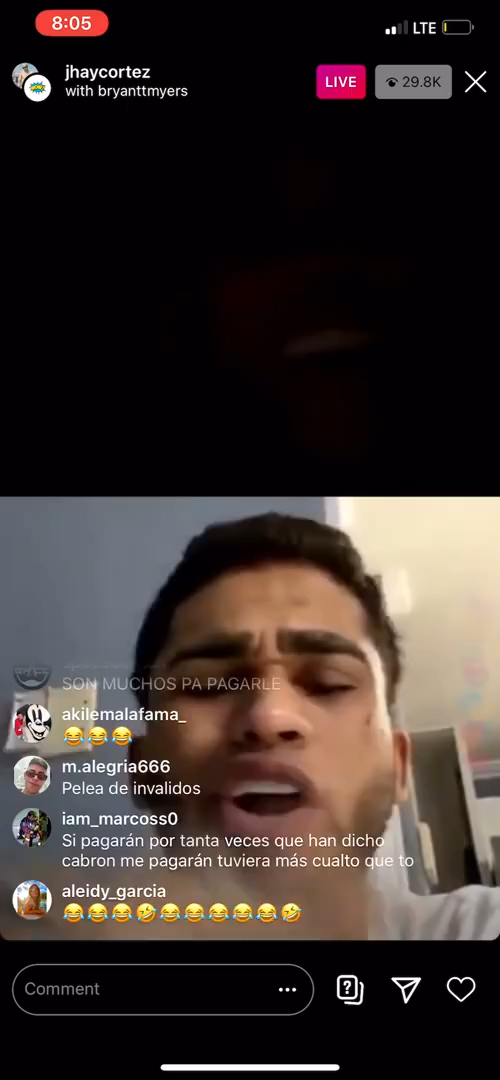 8:05
LTE
jhaycortez
with bryanttmyers
LIVE
29.8K
SON MUCHOS PA PAGARLE
akilemalafama_
😂😂😂
m.alegria666
Pelea de invalidos
iam_marcoss0
Si pagarán por tanta veces que han dicho
cabron me pagarán tuviera más cualto que to
aleidy_garcia
😂😂😂🤣😂😂😂😂😂🤣
Comment